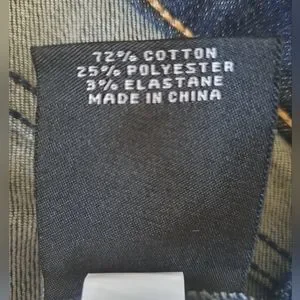 72% COTTON
25% POLYESTER
3% ELASTANE
MADE IN CHINA